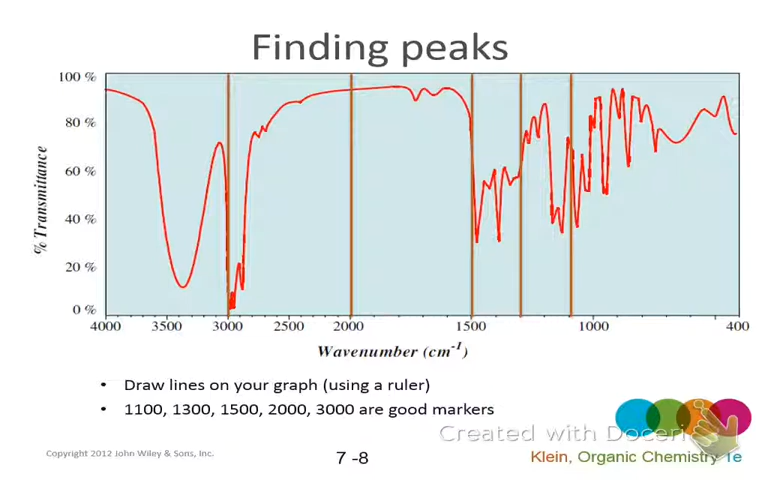 Finding peaks
100 %
80 %
60 %
40 %
20 %
0 %
% Transmittance
4000 3500 3000 2500 2000 1500 1000 400
Wavenumber (cm-1)
• Draw lines on your graph (using a ruler)
• 1100, 1300, 1500, 2000, 3000 are good markers
Created with Doceri
Copyright 2012 John Wiley & Sons, Inc.
7 -8
Klein, Organic Chemistry 1e